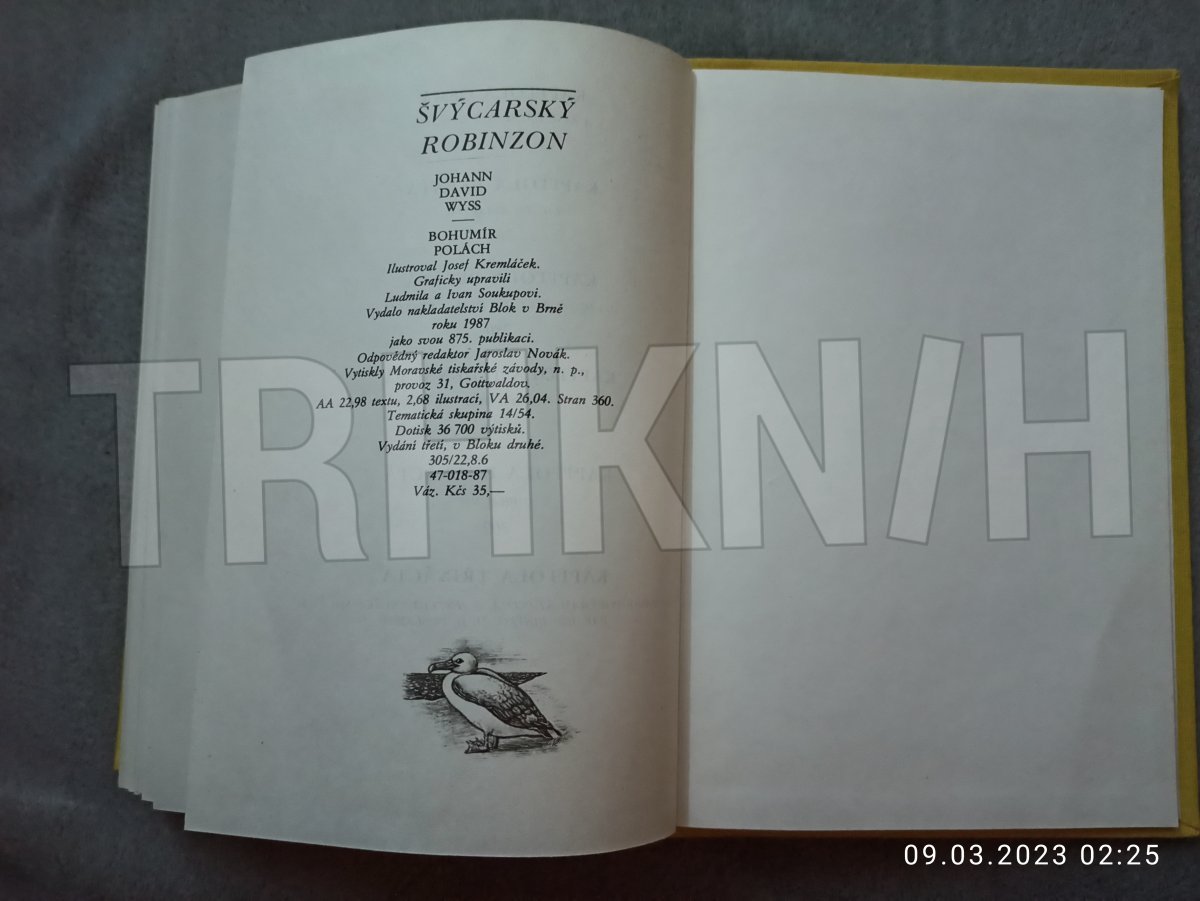 ŠVÝCARSKÝ
ROBINZON
JOHANN
DAVID
WYSS
BOHUMÍR
POLÁCH
Ilustroval Josef Kremláček.
Graficky upravili
Ludmila a Ivan Soukupovi.
Vydalo nakladatelství Blok v Brně
roku 1987
jako svou 875. publikaci.
Odpovědný redaktor Jaroslav Novák.
Vytiskly Moravské tiskařské závody, n. p.,
provoz 31, Gottwaldov.
AA 22,98 textu, 2,68 ilustrací, VA 26,04. Stran 360.
Tematická skupina 14/54.
Dotisk 36 700 výtisků.
Vydání třetí, v Bloku druhé.
305/22,8.6
47-018-87
Váz. Kčs 35,—
TRHKNIH
09.03.2023 02:25